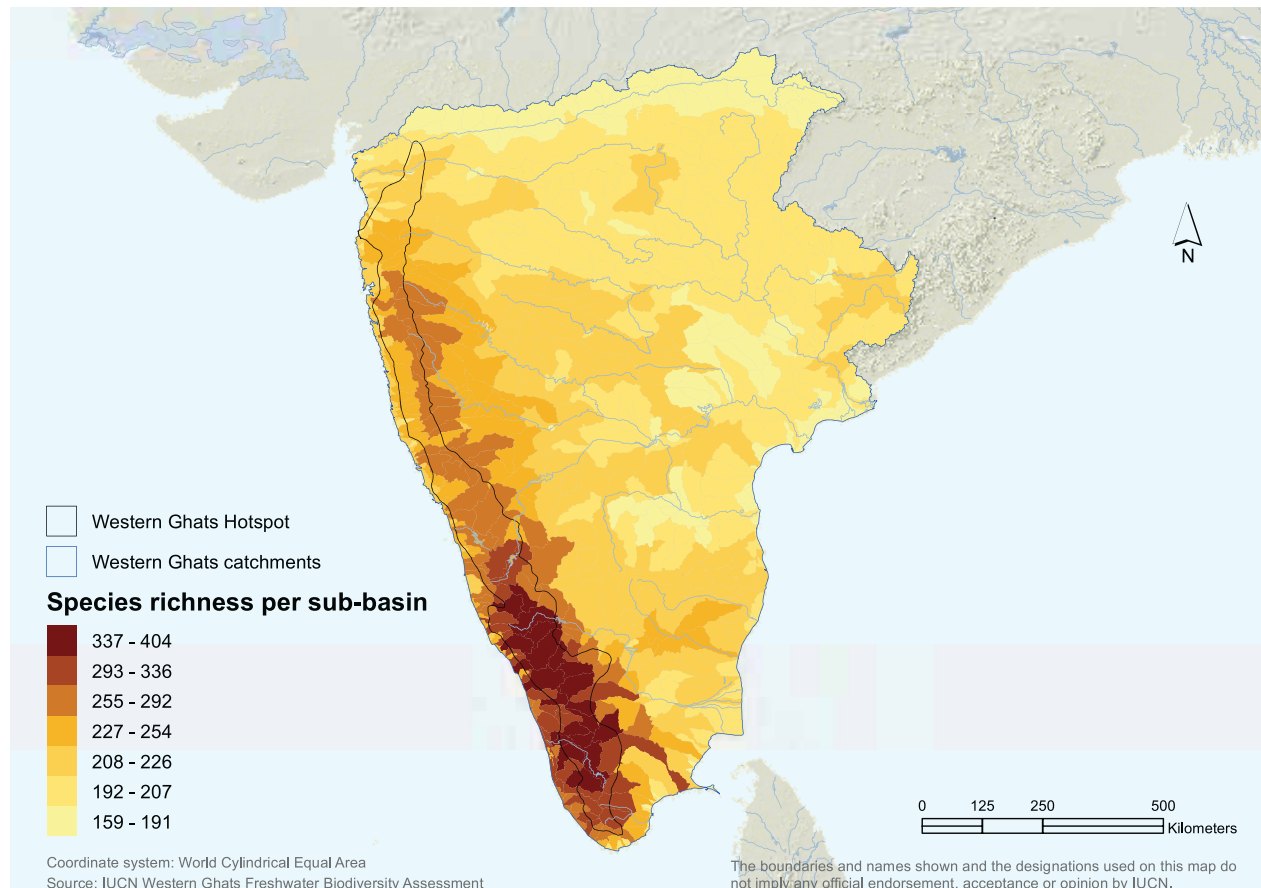 N
Western Ghats Hotspot
Western Ghats catchments
Species richness per sub-basin
337 - 404
293 - 336
255 - 292
227 - 254
208 - 226
192 - 207
159 - 191
0 125 250 500
Kilometers
Coordinate system: World Cylindrical Equal Area
Source: IUCN Western Ghats Freshwater Biodiversity Assessment
The boundaries and names shown and the designations used on this map do
not imply any official endorsement, acceptance or opinion by IUCN.